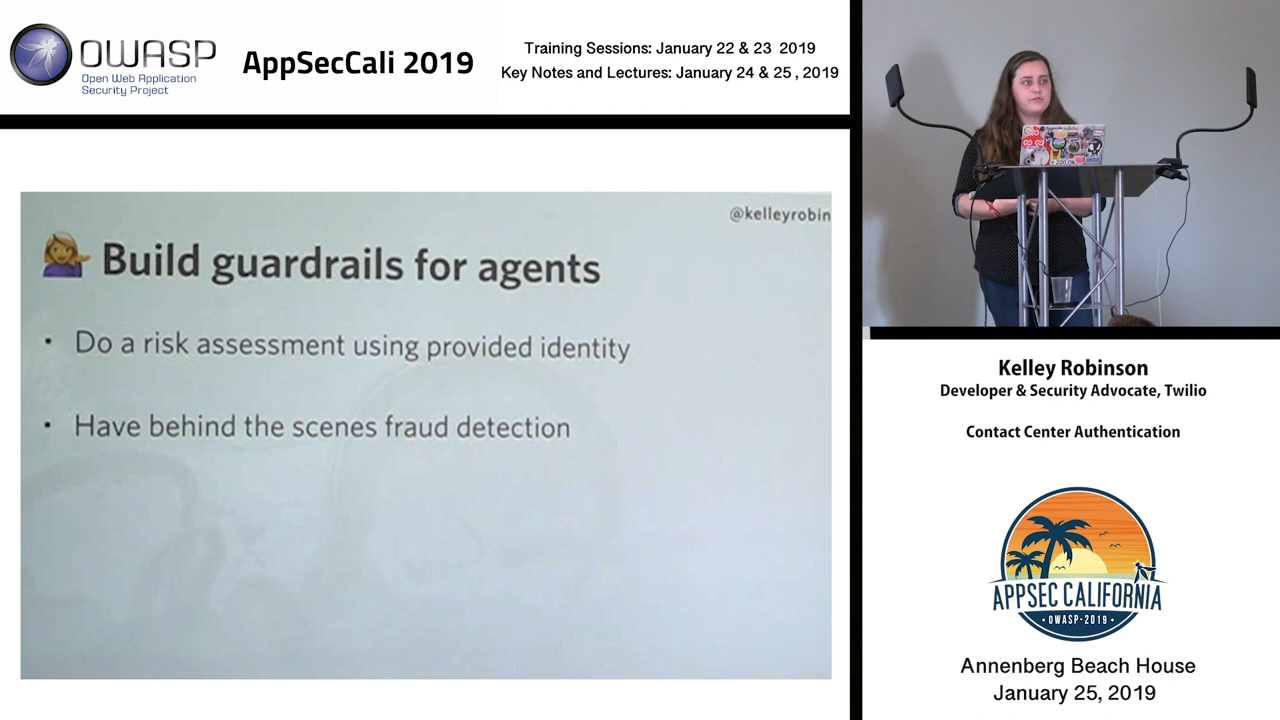 OWASP
Open Web Application
Security Project
AppSecCali 2019
Training Sessions: January 22 & 23 2019
Key Notes and Lectures: January 24 & 25 , 2019
@kelleyrobin
Build guardrails for agents
• Do a risk assessment using provided identity
• Have behind the scenes fraud detection
Kelley Robinson
Developer & Security Advocate, Twilio
Contact Center Authentication
APPSEC CALIFORNIA
• OWASP-2019 •
Annenberg Beach House
January 25, 2019